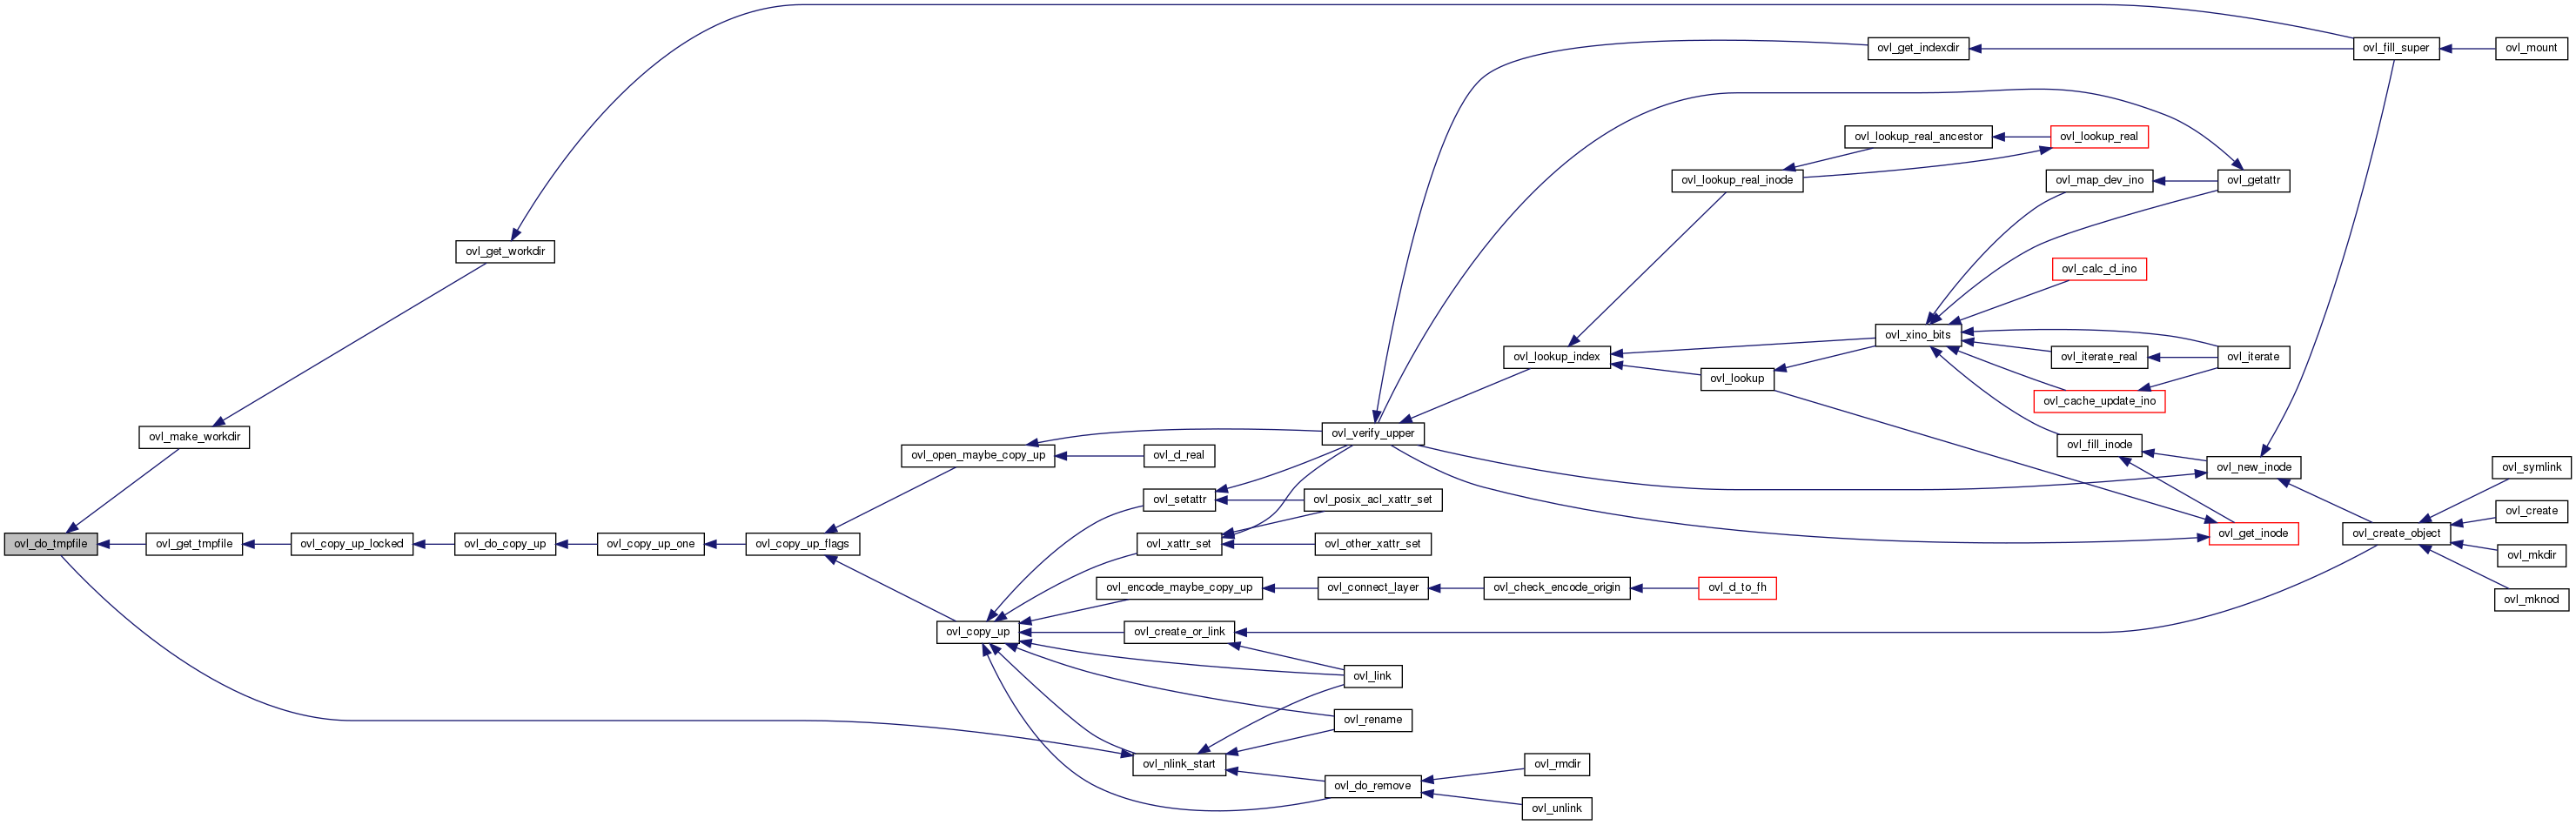 ovl_get_indexdir
ovl_fill_super
ovl_mount
ovl_lookup_real_ancestor
ovl_lookup_real
ovl_lookup_real_inode
ovl_map_dev_ino
ovl_getattr
ovl_get_workdir
ovl_calc_d_ino
ovl_xino_bits
ovl_lookup_index
ovl_iterate_real
ovl_iterate
ovl_lookup
ovl_cache_update_ino
ovl_make_workdir
ovl_verify_upper
ovl_fill_inode
ovl_open_maybe_copy_up
ovl_d_real
ovl_new_inode
ovl_symlink
ovl_setattr
ovl_posix_acl_xattr_set
ovl_create
ovl_do_tmpfile
ovl_get_tmpfile
ovl_copy_up_locked
ovl_do_copy_up
ovl_copy_up_one
ovl_copy_up_flags
ovl_xattr_set
ovl_other_xattr_set
ovl_get_inode
ovl_create_object
ovl_mkdir
ovl_encode_maybe_copy_up
ovl_connect_layer
ovl_check_encode_origin
ovl_d_to_fh
ovl_mknod
ovl_copy_up
ovl_create_or_link
ovl_link
ovl_rename
ovl_nlink_start
ovl_rmdir
ovl_do_remove
ovl_unlink